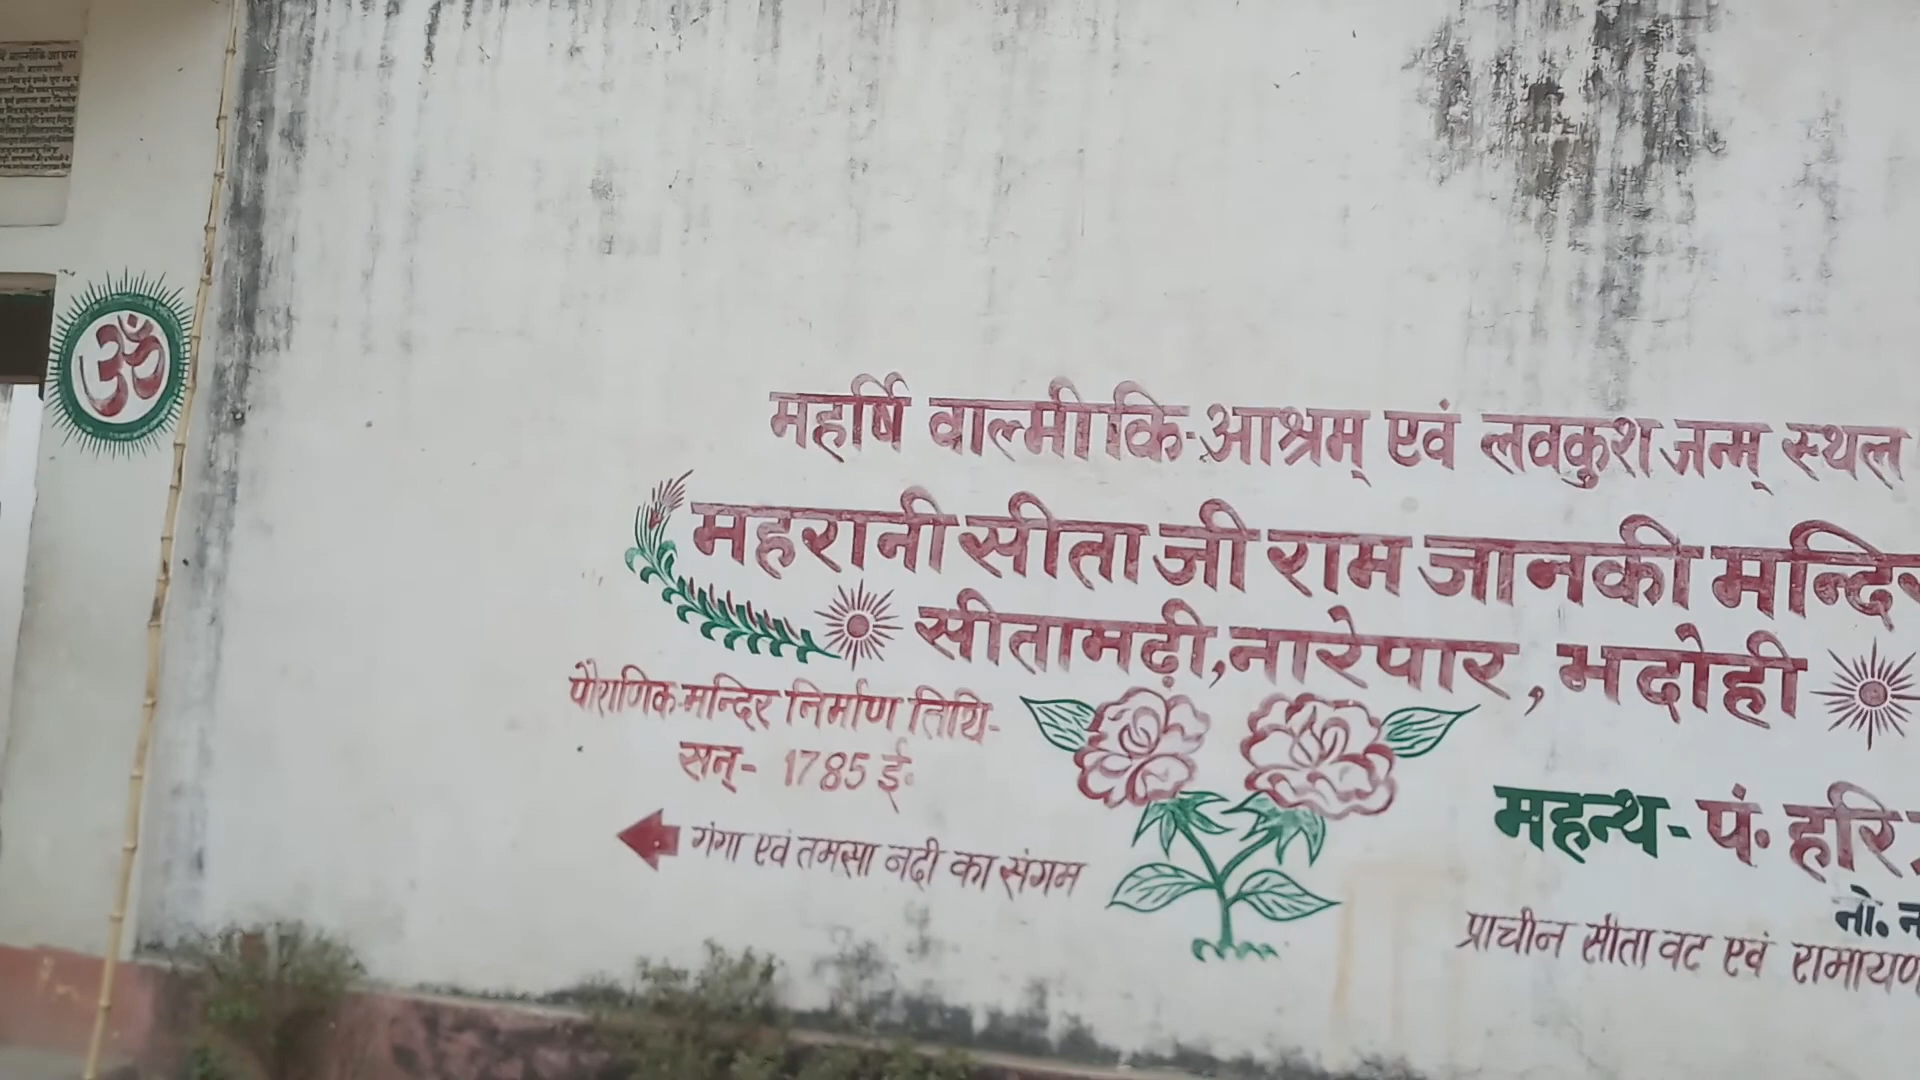 ॐ
महर्षि वाल्मीकि-आश्रम् एवं लवकुश जन्म् स्थल
महरानी सीता जी राम जानकी मन्दिर
सीतामढ़ी, नारेपार, भदोही
पौराणिक-मन्दिर निर्माण तिथि-
सन्- 1785 ई.
गंगा एवं तमसा नदी का संगम
महन्थ- पं. हरि
मो. न
प्राचीन सीता वट एवं रामायण